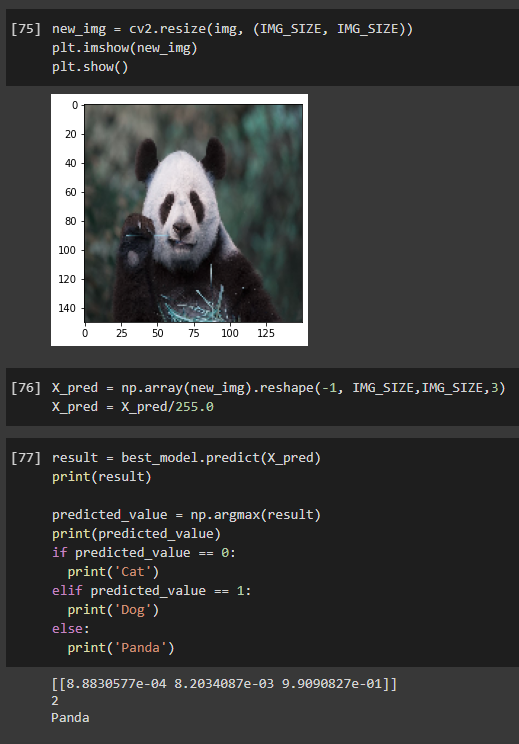 [75] new_img = cv2.resize(img, (IMG_SIZE, IMG_SIZE))
plt.imshow(new_img)
plt.show()
0
20
40
60
80
100
120
140
0 25 50 75 100 125
[76] X_pred = np.array(new_img).reshape(-1, IMG_SIZE,IMG_SIZE,3)
X_pred = X_pred/255.0
[77] result = best_model.predict(X_pred)
print(result)
predicted_value = np.argmax(result)
print(predicted_value)
if predicted_value == 0:
  print('Cat')
elif predicted_value == 1:
  print('Dog')
else:
  print('Panda')
[[8.8830577e-04 8.2034087e-03 9.9090827e-01]]
2
Panda